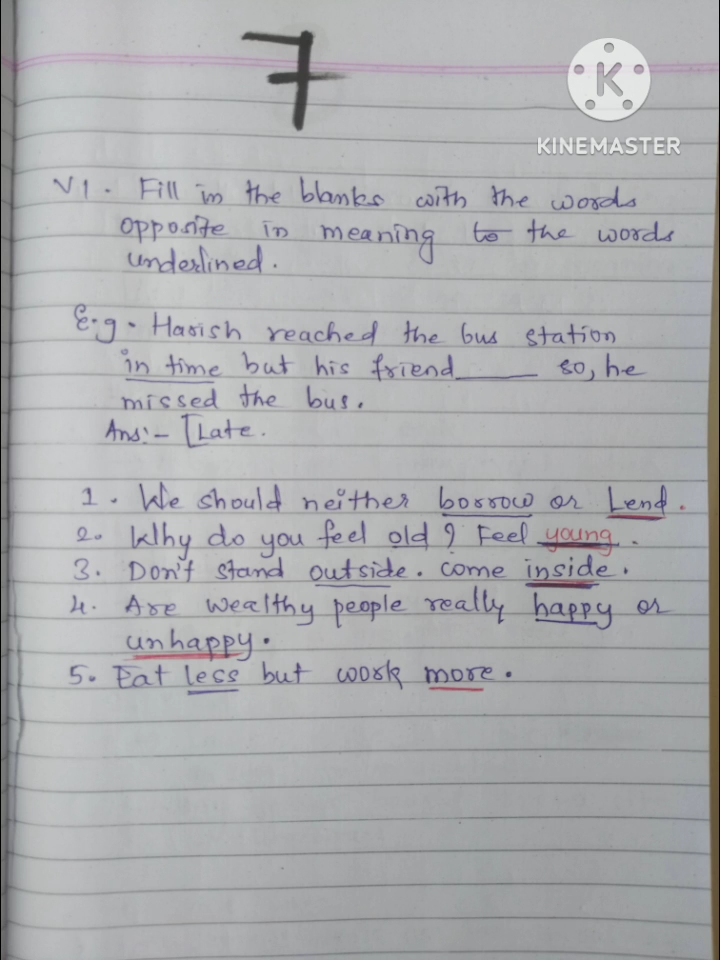 7
K
KINEMASTER
VI. Fill in the blanks with the words
opposite in meaning to the words
underlined.
E.g. Harish reached the bus station
in time but his friend ____ so, he
missed the bus.
Ans:- [Late.
1. We should neither borrow or Lend.
2. Why do you feel old? Feel young.
3. Don't stand outside. come inside.
4. Are wealthy people really happy or
unhappy.
5. Eat less but work more.